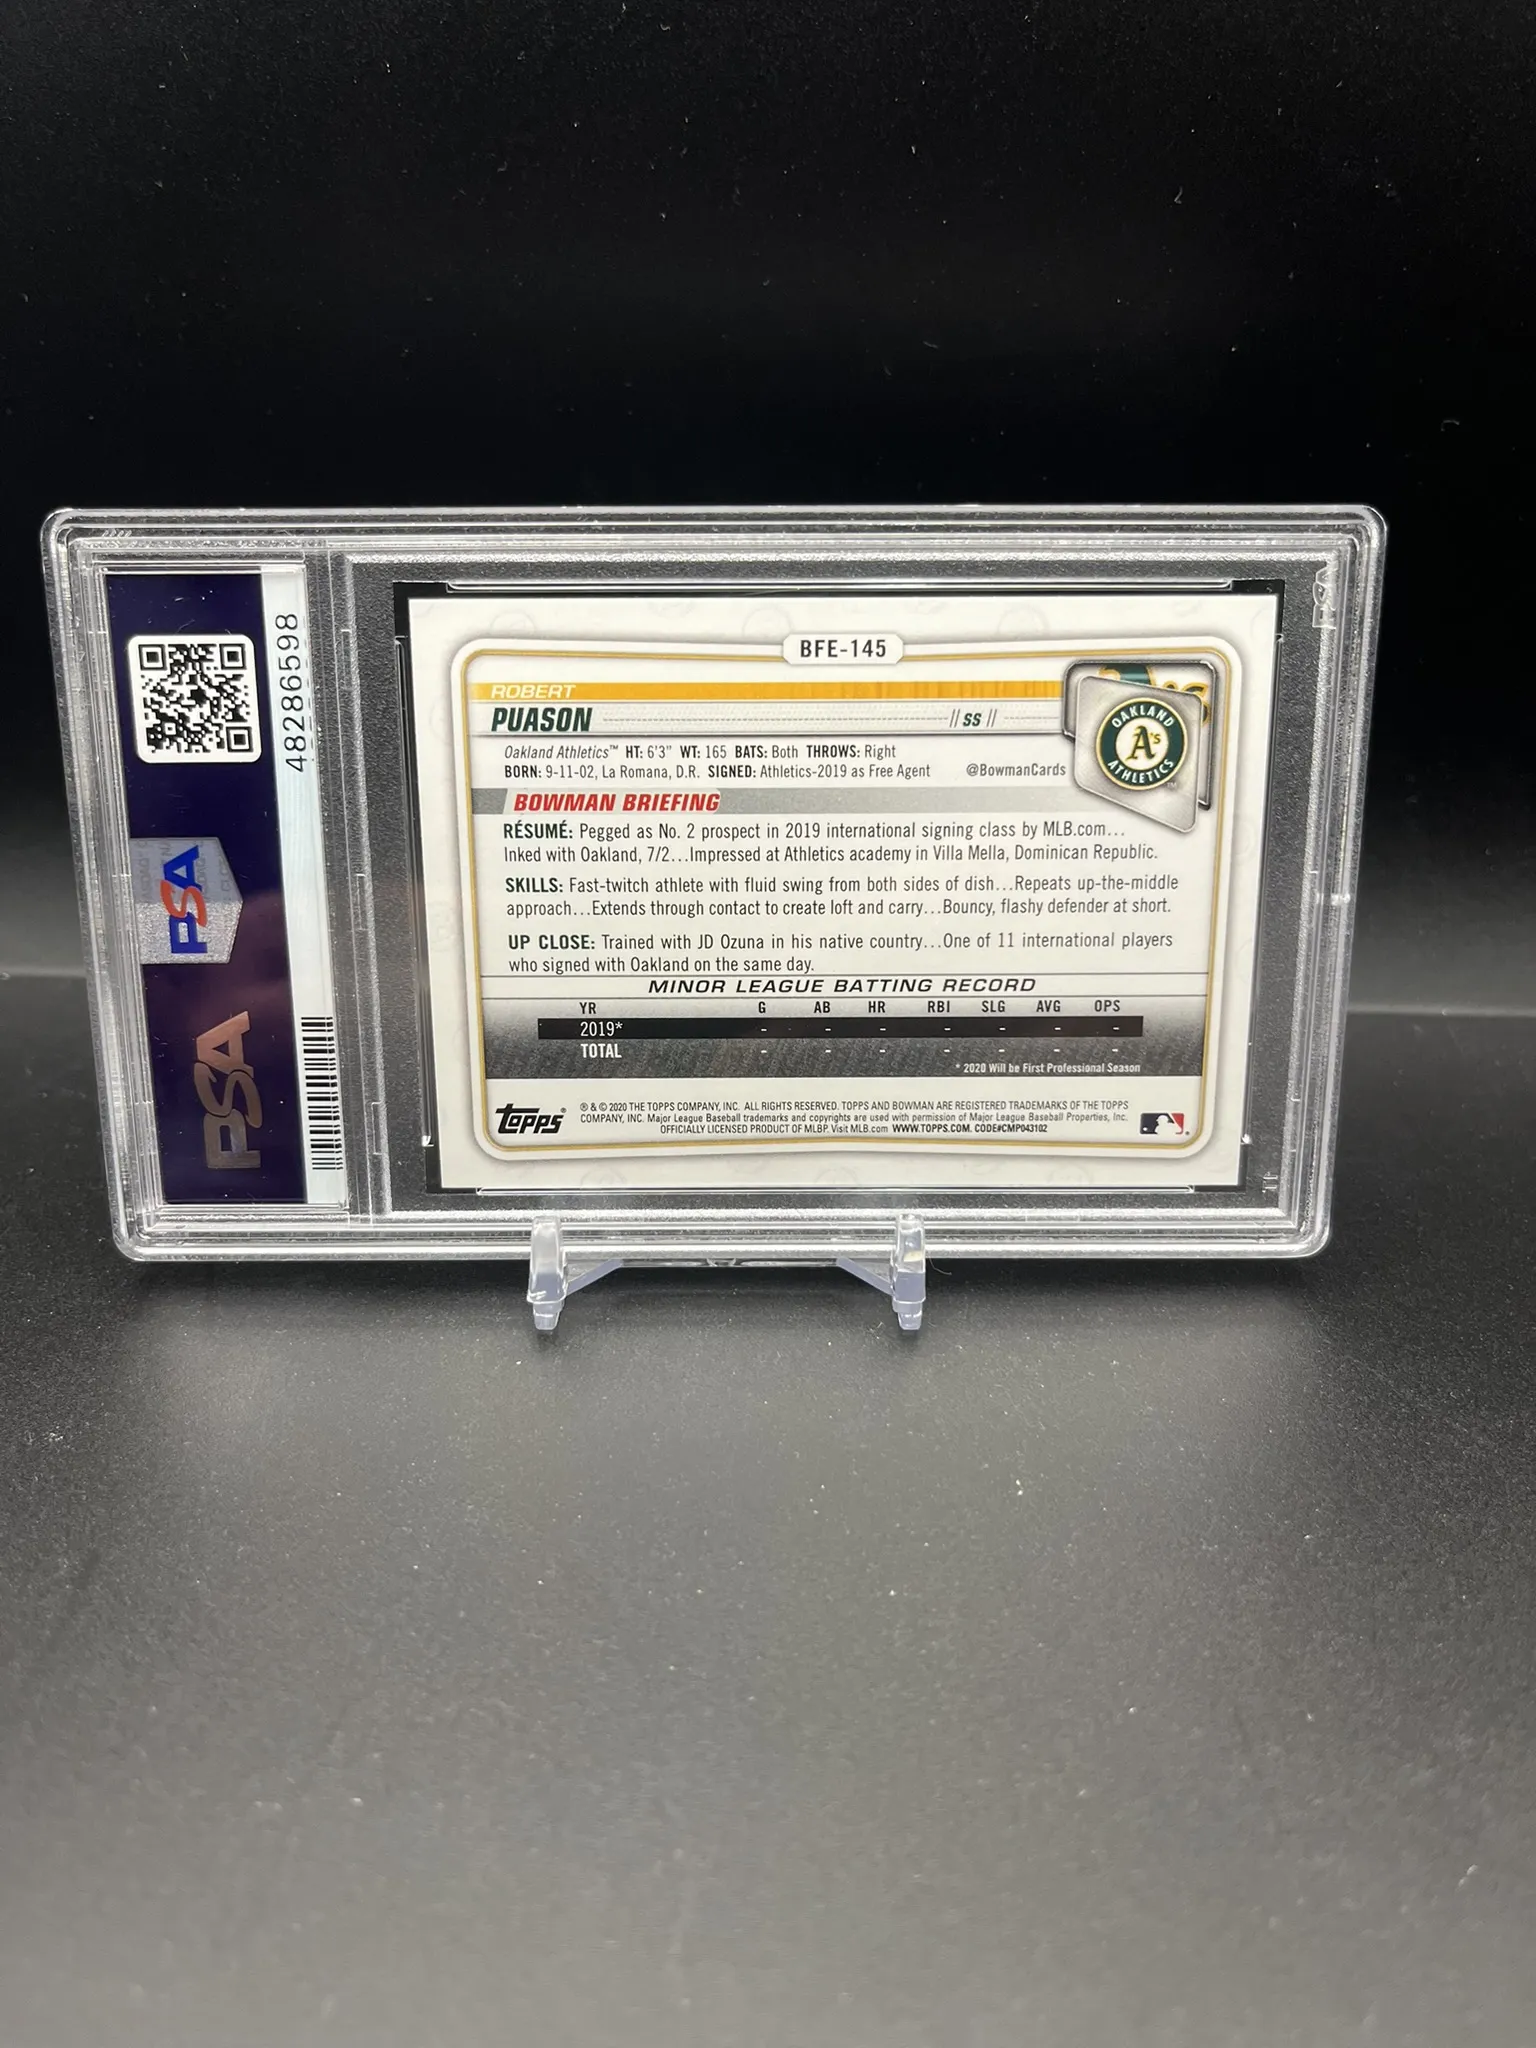 48286598
PSA
PSA
PSA
BFE-145
ROBERT
PUASON // SS //
OAKLAND
A's
ATHLETICS
Oakland Athletics™ HT: 6'3" WT: 165 BATS: Both THROWS: Right
BORN: 9-11-02, La Romana, D.R. SIGNED: Athletics-2019 as Free Agent @BowmanCards
BOWMAN BRIEFING
RÉSUMÉ: Pegged as No. 2 prospect in 2019 international signing class by MLB.com...
Inked with Oakland, 7/2...Impressed at Athletics academy in Villa Mella, Dominican Republic.
SKILLS: Fast-twitch athlete with fluid swing from both sides of dish...Repeats up-the-middle
approach...Extends through contact to create loft and carry...Bouncy, flashy defender at short.
UP CLOSE: Trained with JD Ozuna in his native country...One of 11 international players
who signed with Oakland on the same day.
MINOR LEAGUE BATTING RECORD
YR G AB HR RBI SLG AVG OPS
2019* - - - - - - -
TOTAL - - - - - - -
* 2020 Will be First Professional Season
Topps®
® & © 2020 THE TOPPS COMPANY, INC. ALL RIGHTS RESERVED. TOPPS AND BOWMAN ARE REGISTERED TRADEMARKS OF THE TOPPS
COMPANY, INC. Major League Baseball trademarks and copyrights are used with permission of Major League Baseball Properties, Inc.
OFFICIALLY LICENSED PRODUCT OF MLBP. Visit MLB.com WWW.TOPPS.COM. CODE#CMP043102